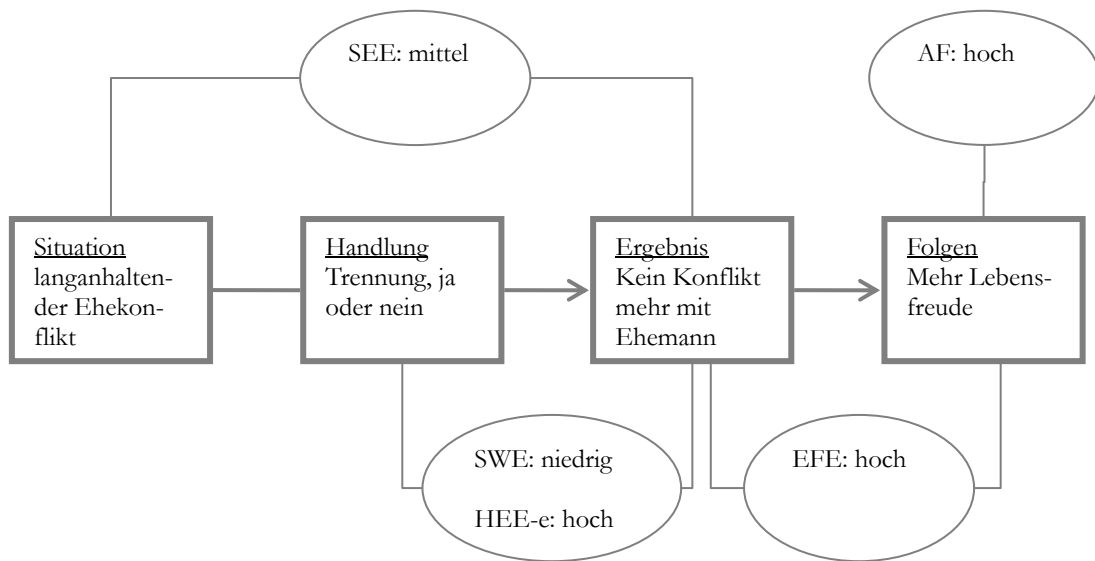 SEE: mittel
AF: hoch
Situation
langanhalten-
der Ehekon-
flikt
Handlung
Trennung, ja
oder nein
Ergebnis
Kein Konflikt
mehr mit
Ehemann
Folgen
Mehr Lebens-
freude
SWE: niedrig
HEE-e: hoch
EFE: hoch